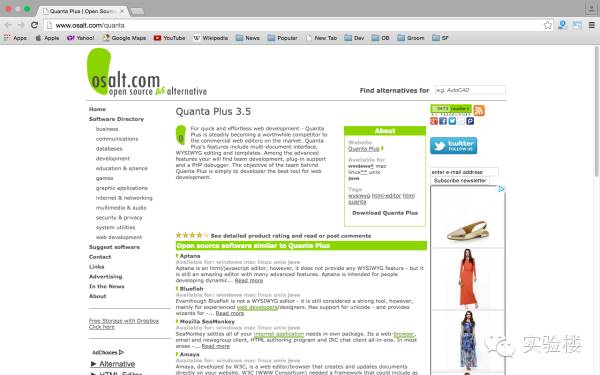 Quanta Plus | Open Source
www.osalt.com/quanta
Apps
Apple
Yahoo!
Google Maps
YouTube
Wikipedia
News
Popular
New Tab
Dev
OB
Groom
SF
osalt.com
open source as alternative
Find alternatives for
e.g. AutoCAD
Home
Software Directory
business
communications
databases
development
education & science
games
graphic applications
internet & networking
multimedia & audio
security & privacy
system utilities
web development
Suggest software
Contact
Links
Advertising
In the News
About
Free Storage with Dropbox
Click here
AdChoices
► Alternative
► HTML Editor
Quanta Plus 3.5
For quick and effortless web development - Quanta
Plus is steadily becoming a worthwhile competitor to
the commercial web editors on the market. Quanta
Plus's features include multi-document interface,
WYSIWYG editing and templates. Among the advanced
features your will find team development, plug-in support
and a PHP debugger. The objective of the team behind
Quanta Plus is simply to developer the best tool for web
development.
About
Website
Quanta Plus
Available for
windows* mac
linux** unix
java
Tags
wysiwyg html-editor html
quanta
Download Quanta Plus
See detailed product rating and read or post comments
Open source software similar to Quanta Plus
Aptana
Available for: windows mac linux unix java
Aptana is an html/javascript editor, however, it does not provide any WYSIWYG feature - but it
is still an amazing editor with many advanced features. Aptana is intended for people
developing dynamic... Read more
Bluefish
Available for: windows mac linux unix java
Eventhough Bluefish is not a WYSIWYG editor - it is still considered a strong tool, however,
mainly for experienced web developers/designers. Has support for unicode - and provides
wizards for -... Read more
Mozilla SeaMonkey
Available for: windows mac linux unix java
SeaMonkey settles all of your internet application needs in own package. Its a web-browser,
email and newsgroup client, HTML authoring program and IRC chat client all-in-one. In most
areas -... Read more
Amaya
Available for: windows mac linux unix java
Amaya, developed by W3C, is a web editor/browser that creates and updates documents
directly on your website. W3C (WWW Consortium) needed a framework that could include as
3473 readers
BY FEEDBURNER
twitter
FOLLOW US
enter e-mail address
Subscribe newsletter
实验楼